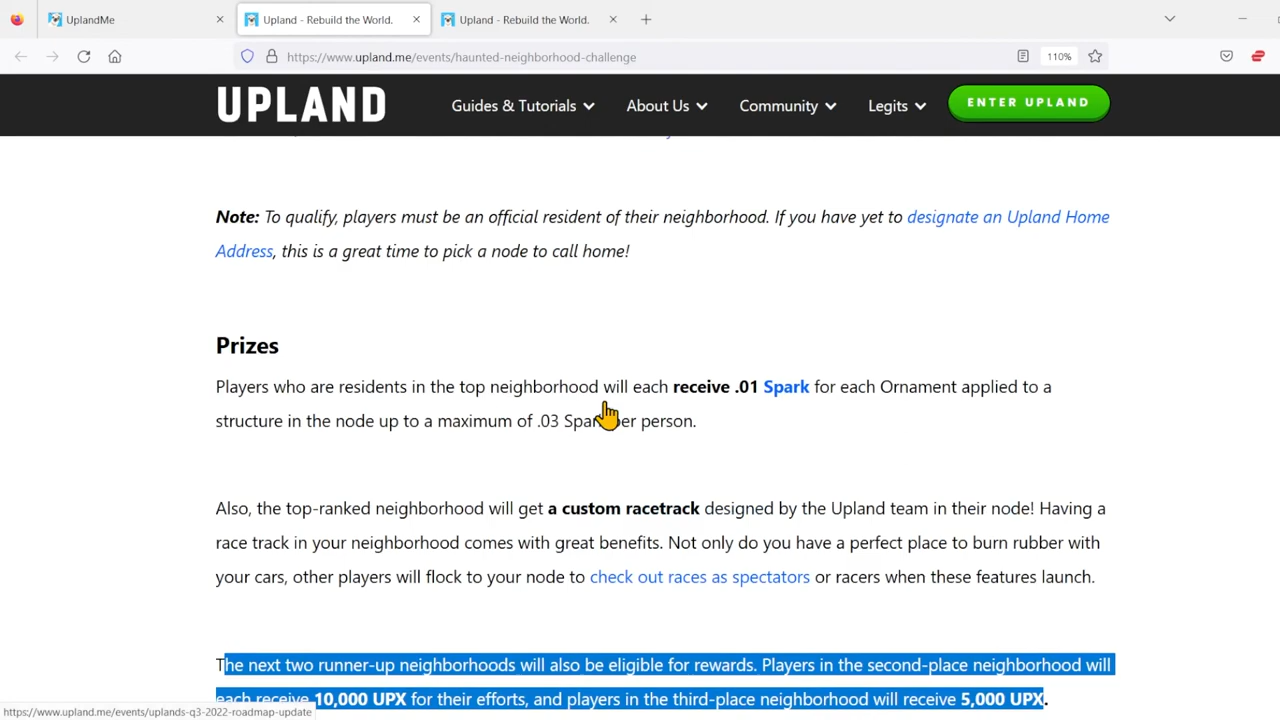 UplandMe
Upland - Rebuild the World.
Upland - Rebuild the World.
https://www.upland.me/events/haunted-neighborhood-challenge
110%
UPLAND
Guides & Tutorials
About Us
Community
Legits
ENTER UPLAND
Note: To qualify, players must be an official resident of their neighborhood. If you have yet to designate an Upland Home
Address, this is a great time to pick a node to call home!
Prizes
Players who are residents in the top neighborhood will each receive .01 Spark for each Ornament applied to a
structure in the node up to a maximum of .03 Spark per person.
Also, the top-ranked neighborhood will get a custom racetrack designed by the Upland team in their node! Having a
race track in your neighborhood comes with great benefits. Not only do you have a perfect place to burn rubber with
your cars, other players will flock to your node to check out races as spectators or racers when these features launch.
The next two runner-up neighborhoods will also be eligible for rewards. Players in the second-place neighborhood will
each receive 10,000 UPX for their efforts, and players in the third-place neighborhood will receive 5,000 UPX.
https://www.upland.me/events/uplands-q3-2022-roadmap-update